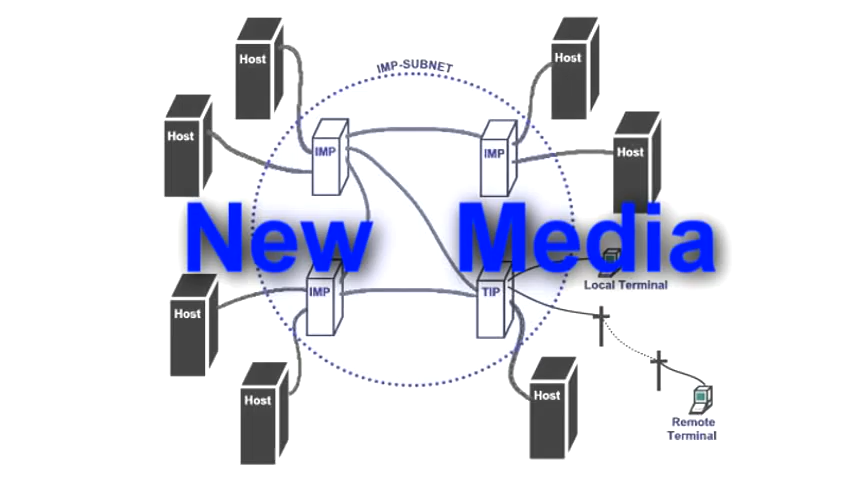 Host
Host
IMP-SUBNET
Host
IMP
IMP
Host
Host
New Media
Local Terminal
IMP
TIP
Host
Host
Host
Remote
Terminal